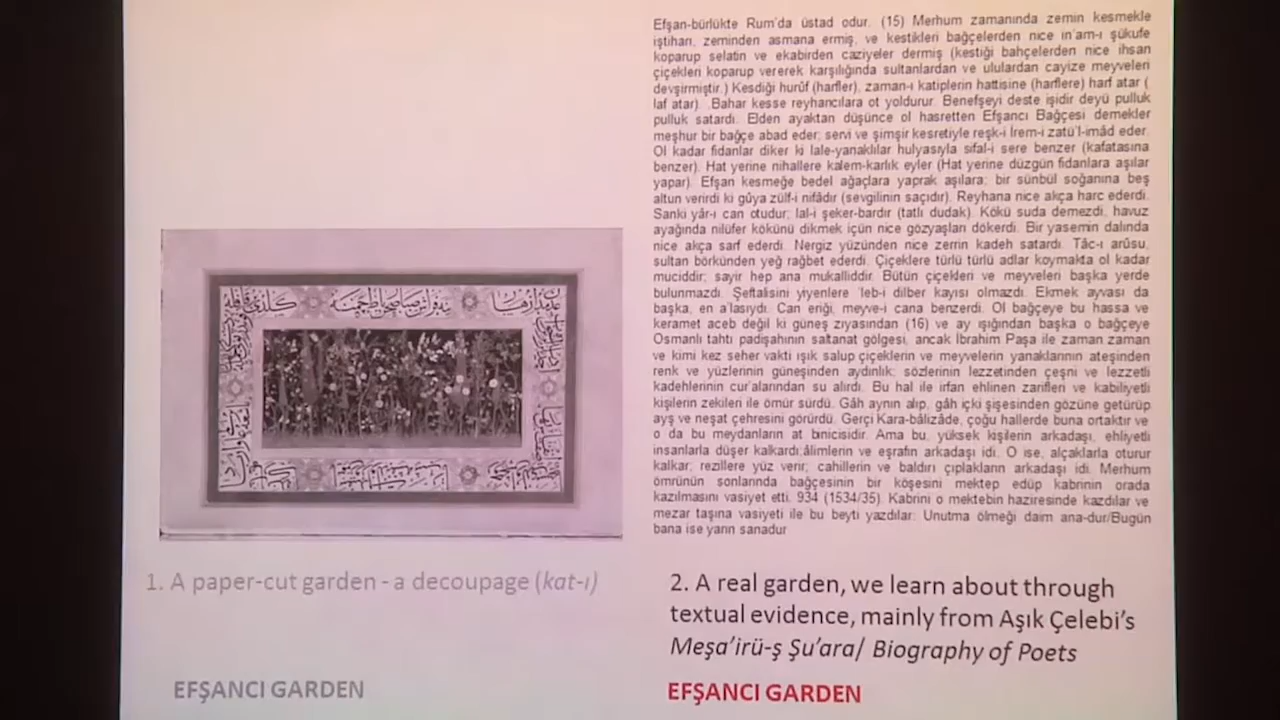 Efşan-bürlükte Rum'da üstad odur. (15) Merhum zamanında zemin kesmekle
iştihan, zeminden asmana ermiş, ve kestikleri bağçelerden nice in'am-ı şükufe
koparup selatin ve ekabirden caziyeler dermiş (kestiği bahçelerden nice ihsan
çiçekleri koparup vererek karşılığında sultanlardan ve ululardan cayize meyveleri
devşirmiştir.) Kesdiği hurûf (harfler), zaman-ı katiplerin hattisine (harflere) harf atar (
laf atar). Bahar kesse reyhancılara ot yoldurur. Benefşeyi deste işidir deyü pulluk
pulluk satardı. Elden ayaktan düşünce ol hasretten Efşancı Bağçesi demekler
meşhur bir bağçe abad eder; servi ve şimşir kesretiyle reşk-i İrem-i zatü'l-imâd eder.
Ol kadar fidanlar diker ki lale-yanaklılar hulyasıyla sifal-i sere benzer (kafatasına
benzer). Hat yerine nihallere kalem-karlık eyler (Hat yerine düzgün fidanlara aşılar
yapar). Efşan kesmeğe bedel ağaçlara yaprak aşılara; bir sünbül soğanına beş
altun verirdi ki gûya zülf-i nifâdır (sevgilinin saçıdır). Reyhana nice akça harc ederdi.
Sanki yâr-ı can otudur; lal-i şeker-bardır (tatlı dudak). Kökü suda demezdi, havuz
ayağında nilüfer kökünü dikmek için nice gözyaşları dökerdi. Bir yasemin dalında
nice akça sarf ederdi. Nergiz yüzünden nice zerrin kadeh satardı. Tâc-ı arûsu,
sultan börkünden yeğ rağbet ederdi. Çiçeklere türlü türlü adlar koymakta ol kadar
muciddir; sayir hep ana mukalliddir. Bütün çiçekleri ve meyveleri başka yerde
bulunmazdı. Şeftalisini yiyenlere 'leb-i dilber kayısı olmazdı. Ekmek ayvası da
başka, en a'lasıydı. Can eriği, meyve-i cana benzerdi. Ol bağçeye bu hassa ve
keramet aceb değil ki güneş ziyasından (16) ve ay ışığından başka o bağçeye
Osmanlı tahtı padişahının saltanat gölgesi, ancak İbrahim Paşa ile zaman zaman
ve kimi kez seher vakti ışık salup çiçeklerin ve meyvelerin yanaklarının ateşinden
renk ve yüzlerinin güneşinden aydınlık; sözlerinin lezzetinden çeşni ve lezzetli
kadehlerinin cur'alarından su alırdı. Bu hal ile irfan ehlinen zarifleri ve kabiliyetli
kişilerin zekileri ile ömür sürdü. Gâh aynın alıp, gâh içki şişesinden gözüne getürüp
ayş ve neşat çehresini görürdü. Gerçi Kara-bâlizâde, çoğu hallerde buna ortaktır ve
o da bu meydanların at binicisidir. Ama bu, yüksek kişilerin arkadaşı, ehliyetli
insanlarla düşer kalkardı;âlimlerin ve eşrafın arkadaşı idi. O ise, alçaklarla oturur
kalkar; rezillere yüz verir; cahillerin ve baldırı çıplakların arkadaşı idi. Merhum
ömrünün sonlarında bağçesinin bir köşesini mektep edüp kabrinin orada
kazılmasını vasiyet etti. 934 (1534/35). Kabrini o mektebin haziresinde kazdılar ve
mezar taşına vasiyeti ile bu beyti yazdılar: Unutma ölmeği daim ana-dur/Bugün
bana ise yarın sanadur
1. A paper-cut garden - a decoupage (kat-ı)
2. A real garden, we learn about through
textual evidence, mainly from Aşık Çelebi's
Meşa'irü-ş Şu'ara/ Biography of Poets
EFŞANCI GARDEN
EFŞANCI GARDEN